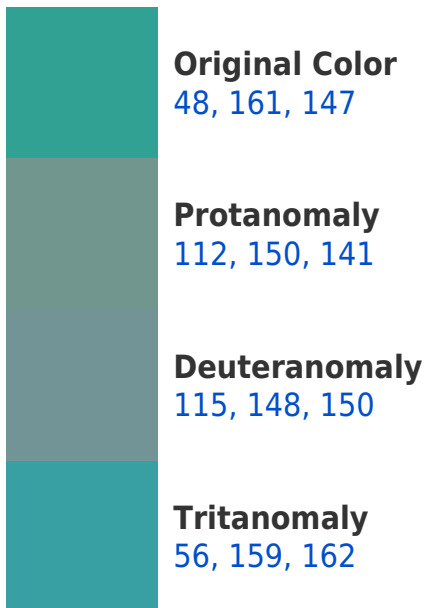 Original Color
48, 161, 147
Protanomaly
112, 150, 141
Deuteranomaly
115, 148, 150
Tritanomaly
56, 159, 162